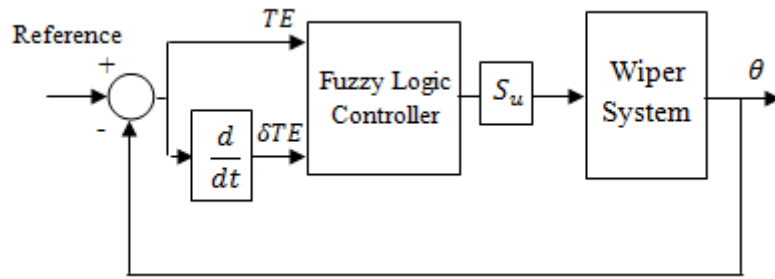 Reference
+
-
TE
d
dt
δTE
Fuzzy Logic
Controller
S_u
Wiper
System
θ